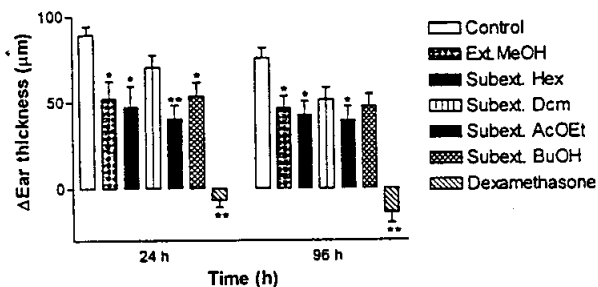 100
50
0
ΔEar thickness (μm)
*
*
**
*
**
*
*
*
**
24 h
96 h
Time (h)
Control
Ext.MeOH
Subext. Hex
Subext. Dcm
Subext. AcOEt
Subext. BuOH
Dexamethasone